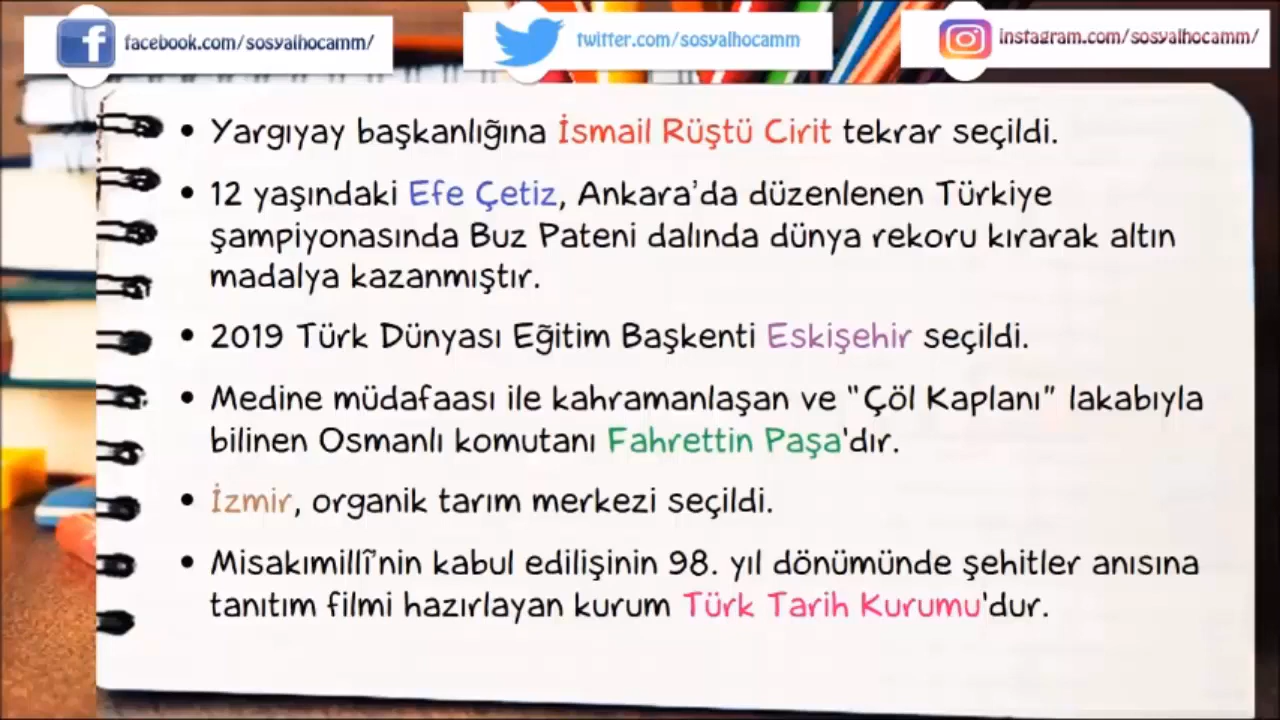 facebook.com/sosyalhocamm/
twitter.com/sosyalhocamm
instagram.com/sosyalhocamm/
• Yargıyay başkanlığına İsmail Rüştü Cirit tekrar seçildi.
• 12 yaşındaki Efe Çetiz, Ankara'da düzenlenen Türkiye
şampiyonasında Buz Pateni dalında dünya rekoru kırarak altın
madalya kazanmıştır.
• 2019 Türk Dünyası Eğitim Başkenti Eskişehir seçildi.
• Medine müdafaası ile kahramanlaşan ve "Çöl Kaplanı" lakabıyla
bilinen Osmanlı komutanı Fahrettin Paşa'dır.
• İzmir, organik tarım merkezi seçildi.
• Misakımillî'nin kabul edilişinin 98. yıl dönümünde şehitler anısına
tanıtım filmi hazırlayan kurum Türk Tarih Kurumu'dur.